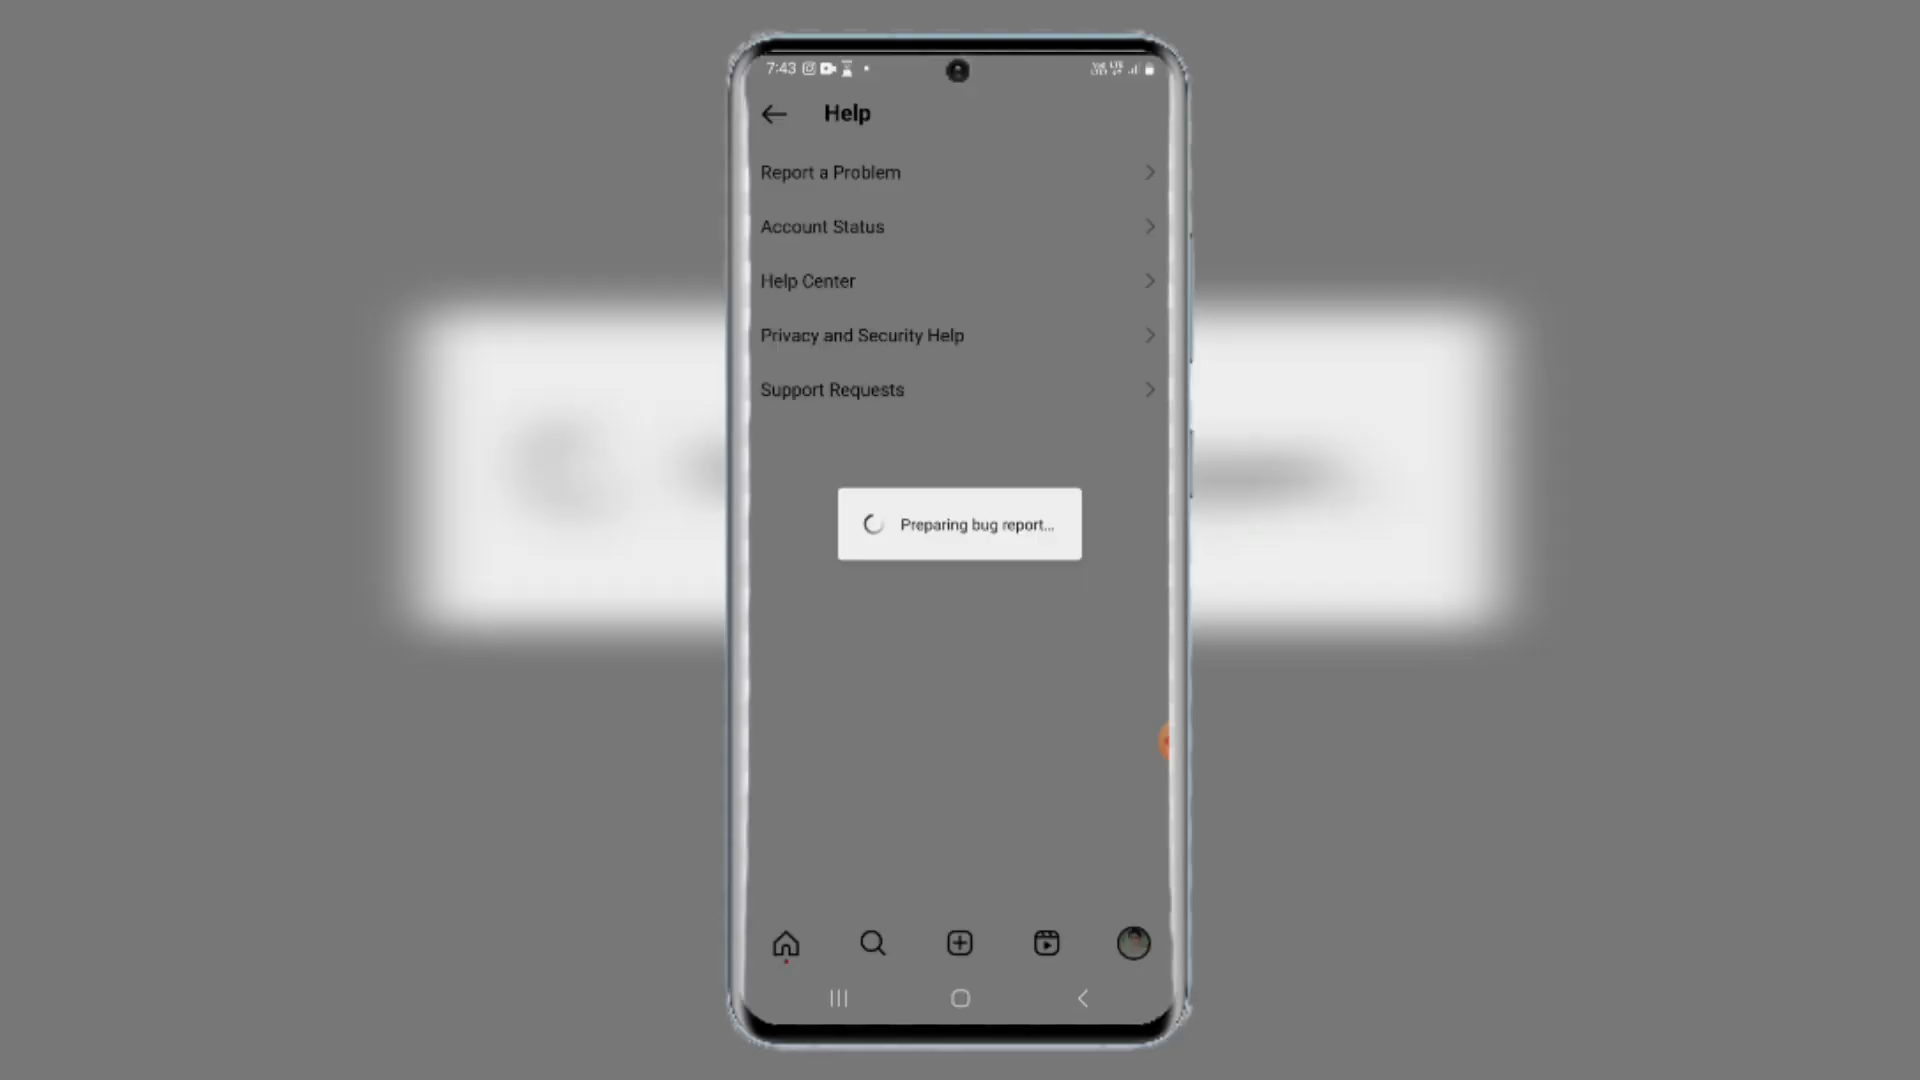 7:43
Help
Report a Problem
Account Status
Help Center
Privacy and Security Help
Support Requests
Preparing bug report...